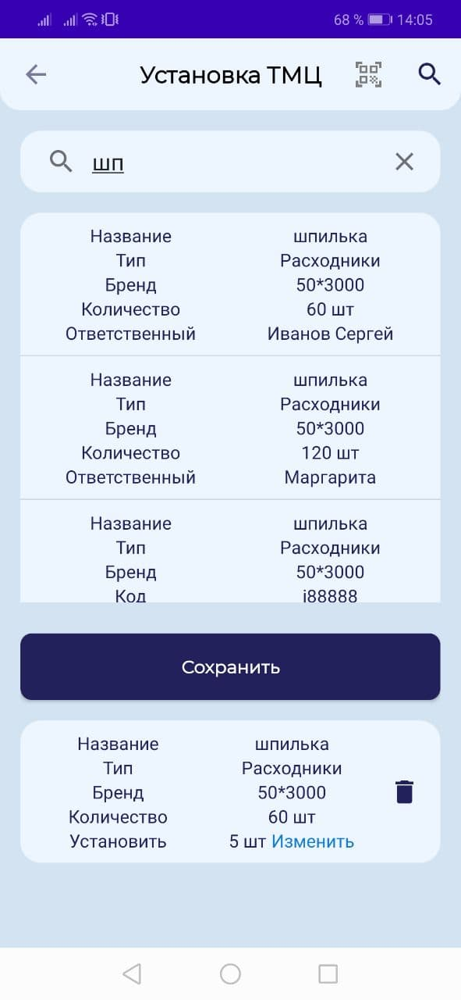 68 % 14:05
Установка ТМЦ
шп
Название шпилька
Тип Расходники
Бренд 50*3000
Количество 60 шт
Ответственный Иванов Сергей
Название шпилька
Тип Расходники
Бренд 50*3000
Количество 120 шт
Ответственный Маргарита
Название шпилька
Тип Расходники
Бренд 50*3000
Код i88888
Сохранить
Название шпилька
Тип Расходники
Бренд 50*3000
Количество 60 шт
Установить 5 шт Изменить